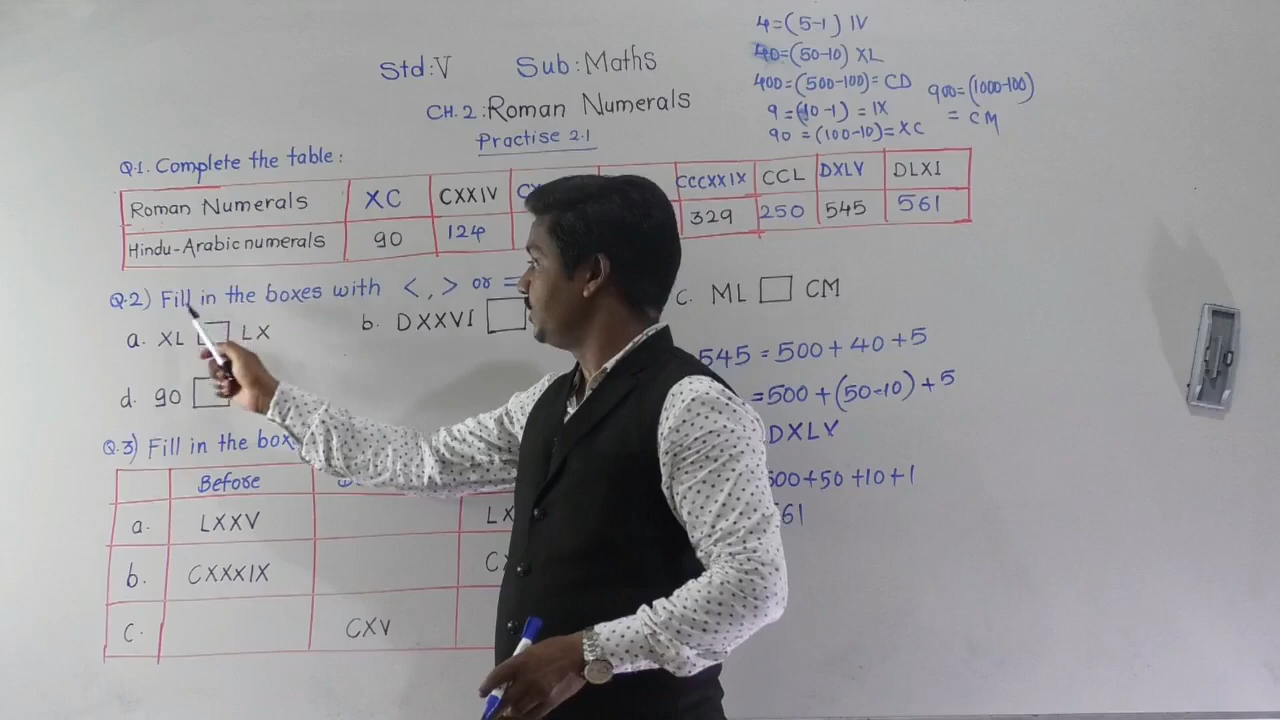 Std:V Sub:Maths
CH.2:Roman Numerals
Practise 2.1
4=(5-1) IV
40=(50-10) XL
400=(500-100)= CD
9=(10-1)=IX
90=(100-10)=XC
900=(1000-100)
= CM
Q.1. Complete the table:
Roman Numerals XC CXXIV CCCXXIX CCL DXLV DLXI
Hindu-Arabic numerals 90 124 329 250 545 561
Q.2) Fill in the boxes with <, > or =
a. XL LX
b. DXXVI
c. ML CM
d. 90
545 = 500+40+5
=500+(50-10)+5
DXLV
500+50+10+1
561
Q.3) Fill in the box
Before
a. LXXV
b. CXXXIX
c. CXV